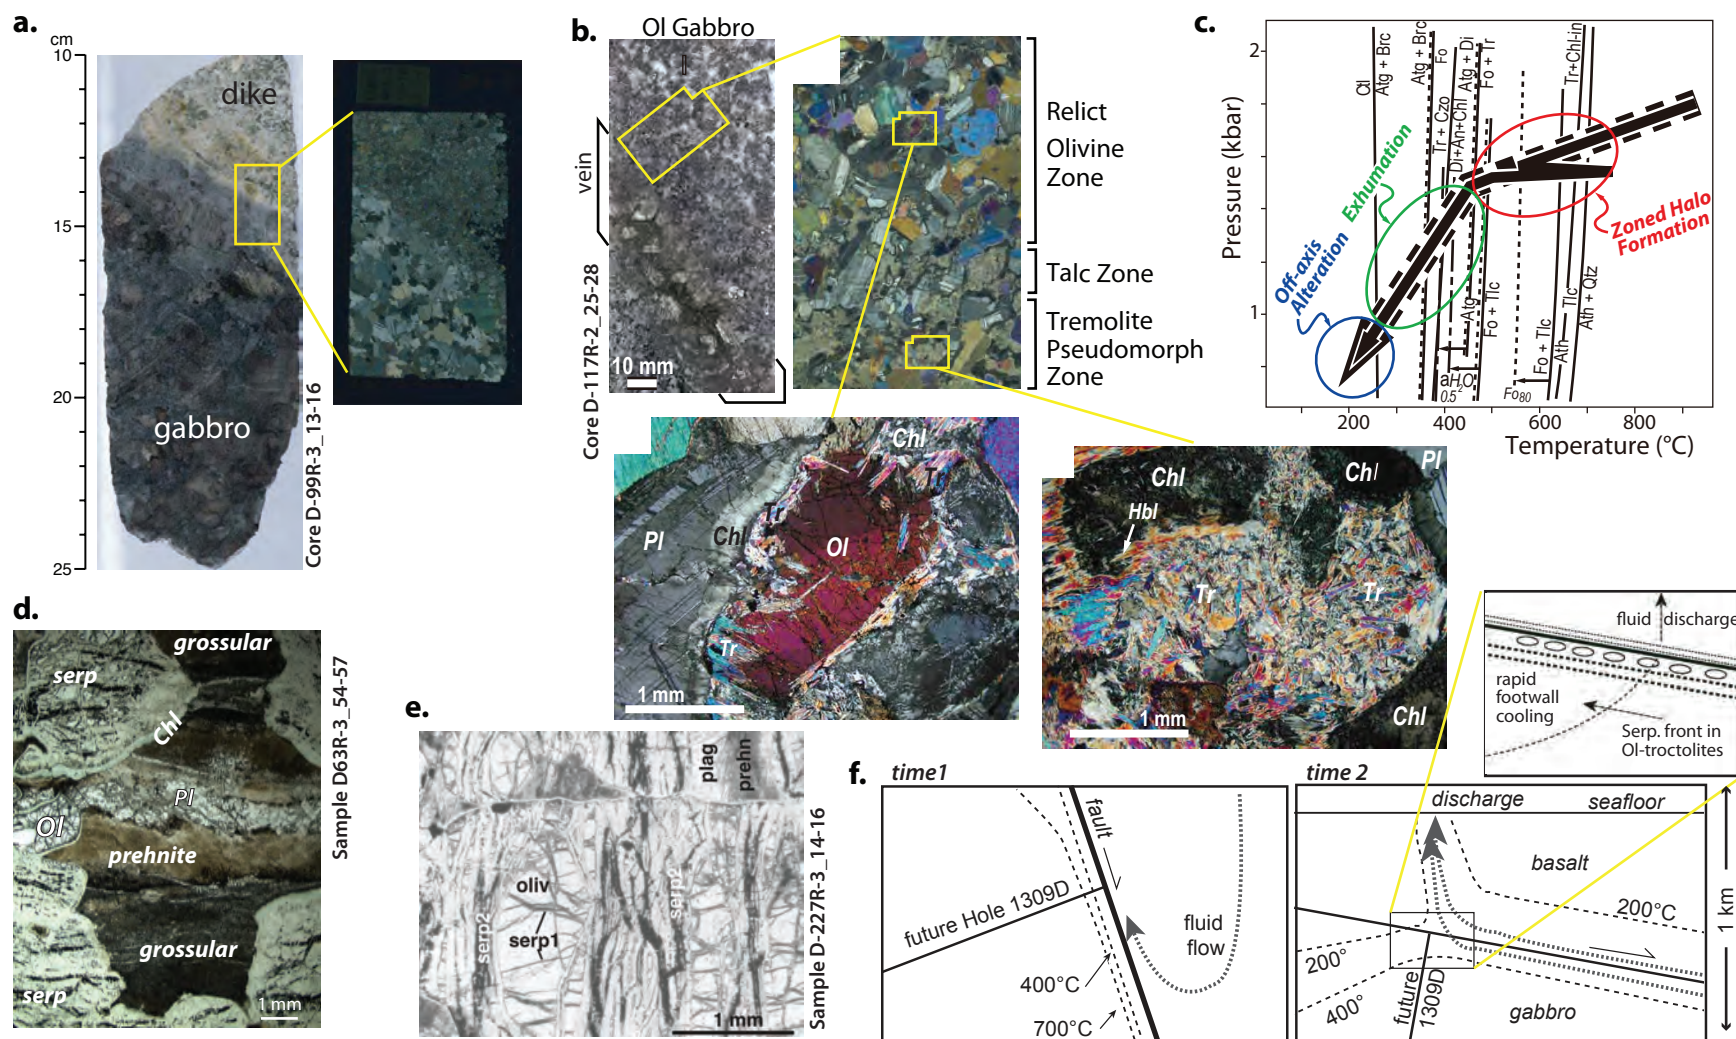 a.
cm
10
15
20
25
dike
gabbro
Core D-99R-3_13-16
b.
Ol Gabbro
vein
10 mm
Core D-117R-2_25-28
Relict
Olivine
Zone
Talc Zone
Tremolite
Pseudomorph
Zone
Chl
Tr
Tr
Chl
Pl
Ol
Tr
1 mm
Chl
Chl
Pl
Hbl
Tr
Tr
Chl
1 mm
c.
Pressure (kbar)
2
1
Ctl
Atg + Brc
Atg + Brc
Fo
Tr + Czo
Di+An+Chl
Atg + Di
Fo + Tr
Tr+Chl-in
Exhumation
Zoned Halo
Formation
Off-axis
Alteration
Atg
Fo + Tlc
aH2O
0.5
Fo80
Fo + Tlc
Ath
Tlc
Ath + Qtz
200
400
600
800
Temperature (°C)
d.
grossular
serp
Chl
Pl
Ol
prehnite
grossular
serp
1 mm
Sample D63R-3_54-57
e.
plag
prehn
oliv
serp2
serp2
serp1
1 mm
Sample D-227R-3_14-16
f.
time1
fault
future Hole 1309D
fluid
flow
400°C
700°C
time 2
discharge
seafloor
basalt
200°C
200°
400°
future
1309D
gabbro
1 km
fluid
discharge
rapid
footwall
cooling
Serp. front in
Ol-troctolites